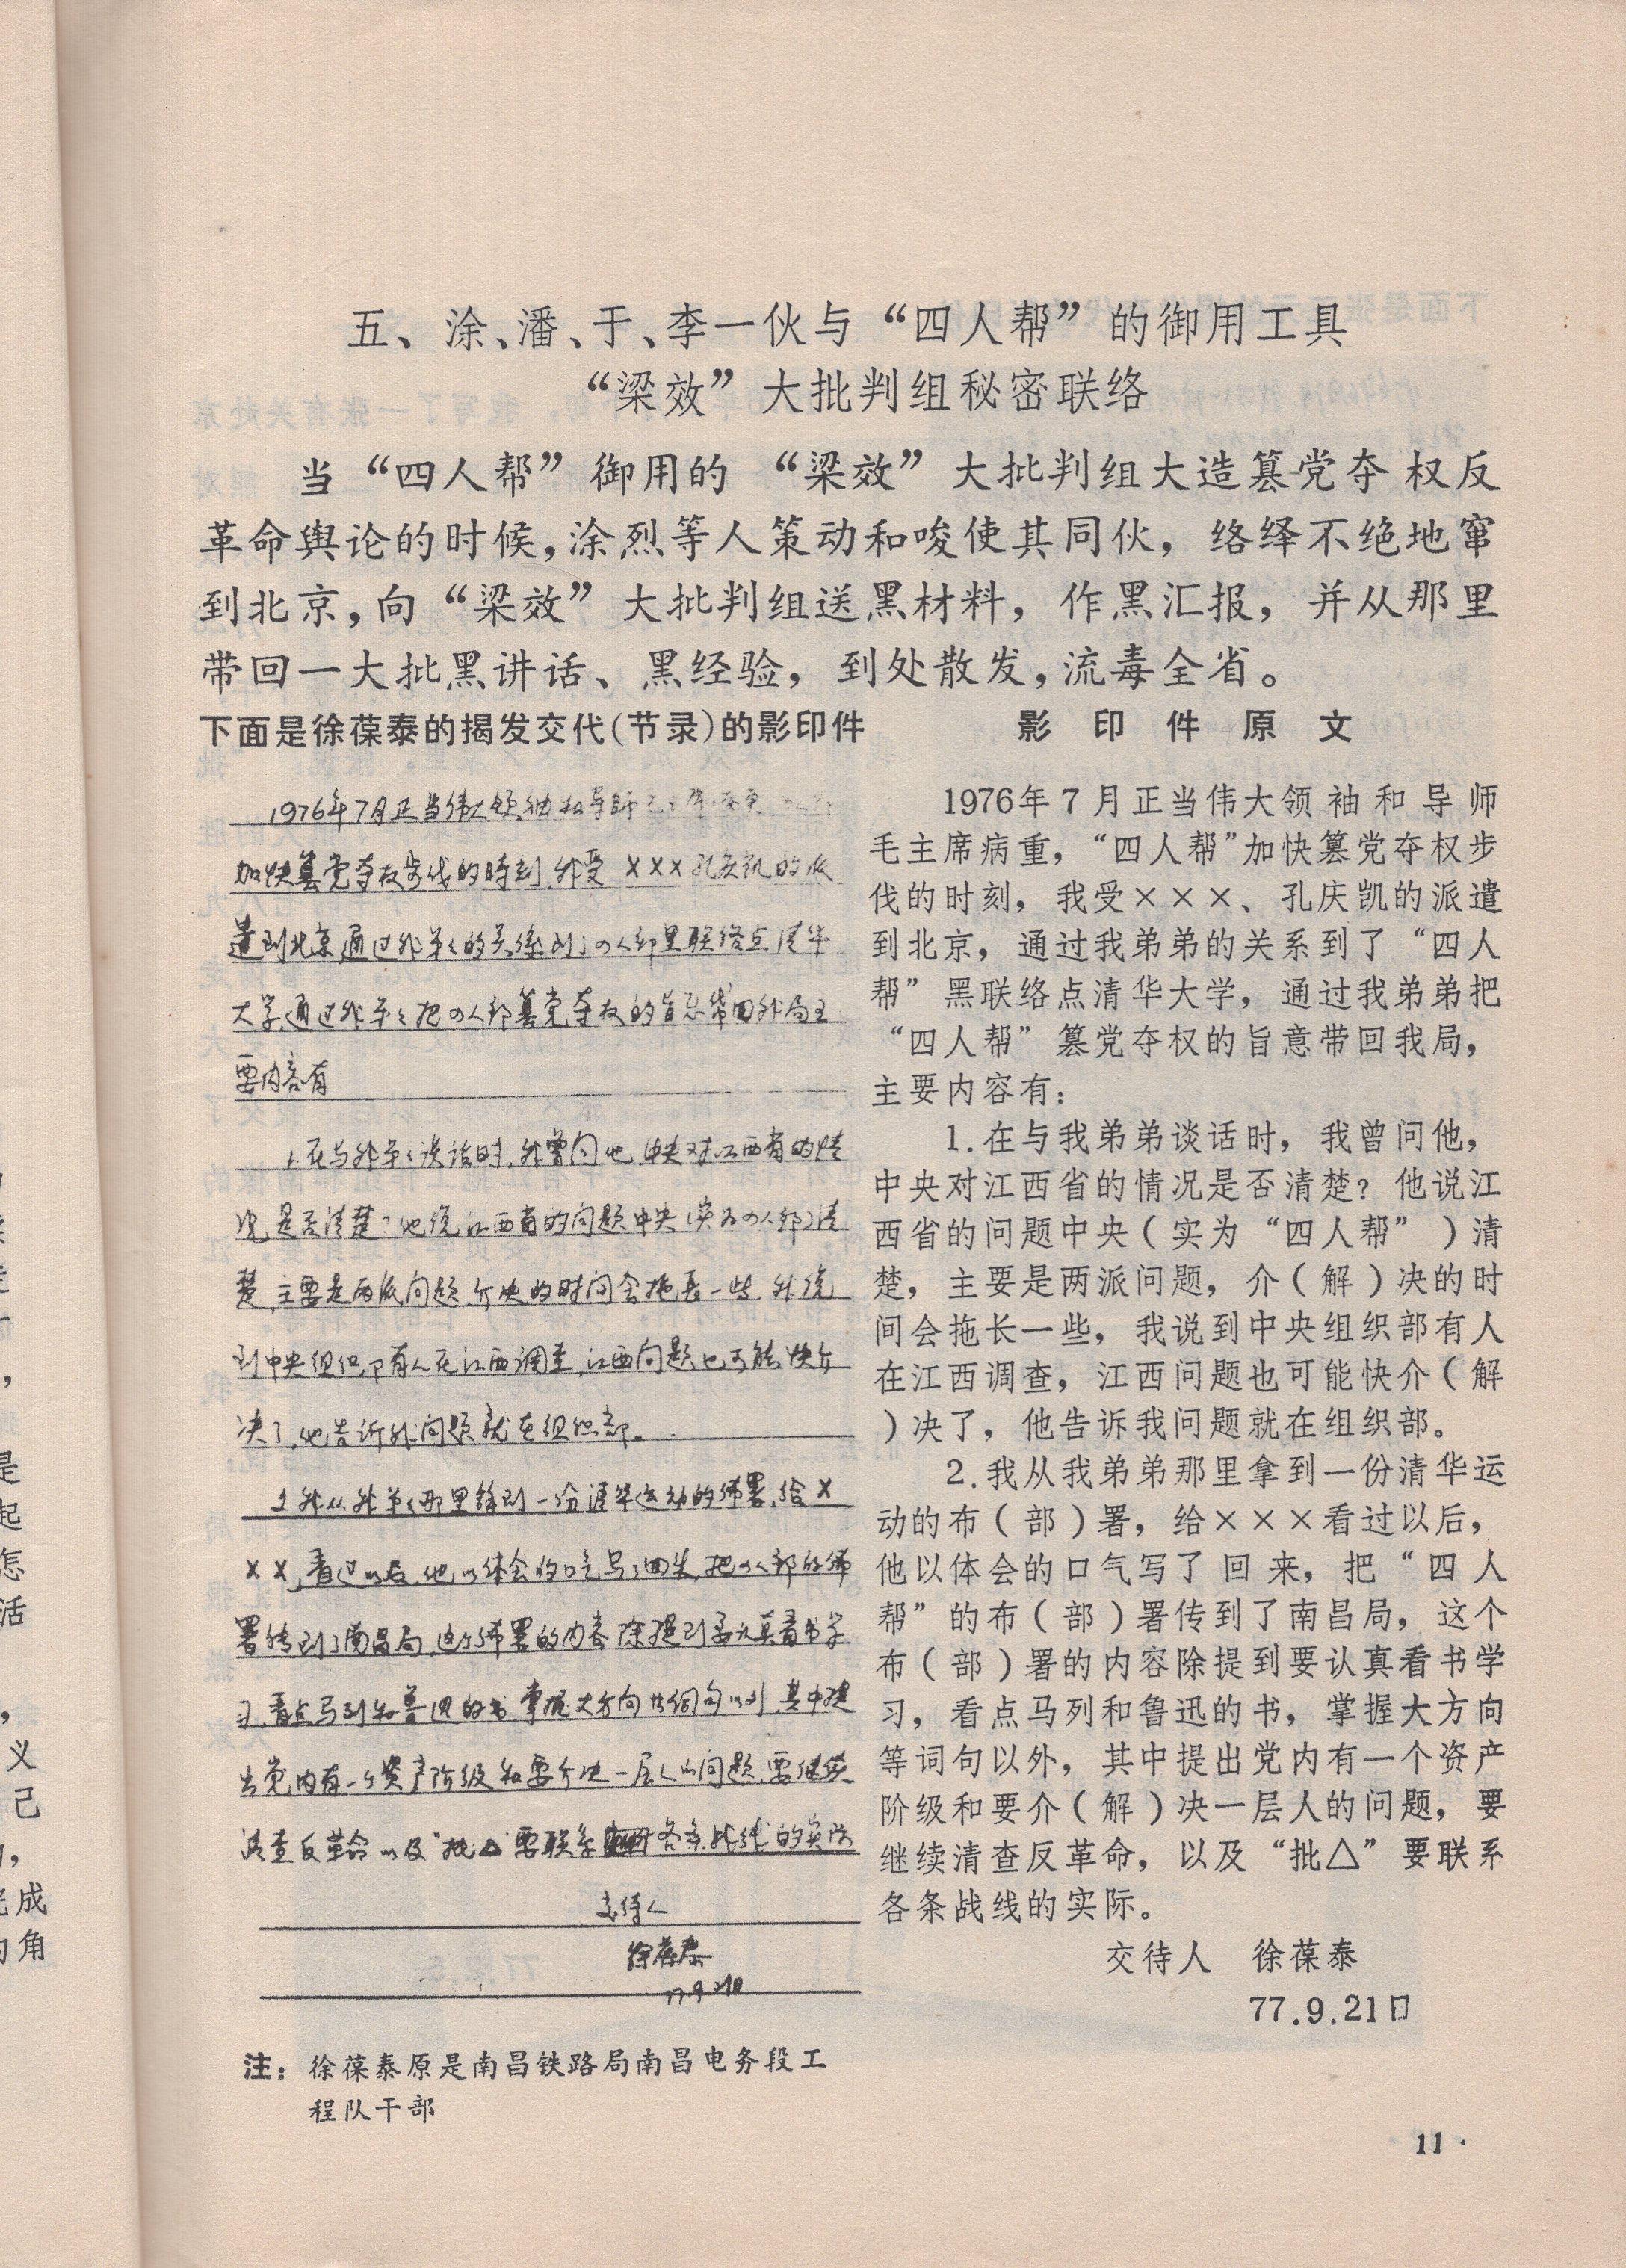 五、涂、潘、于、李一伙与“四人帮”的御用工具
“梁效”大批判组秘密联络
当“四人帮”御用的“梁效”大批判组大造篡党夺权反
革命舆论的时候，涂烈等人策动和唆使其同伙，络绎不绝地窜
到北京，向“梁效”大批判组送黑材料，作黑汇报，并从那里
带回一大批黑讲话、黑经验，到处散发，流毒全省。
下面是徐葆泰的揭发交代（节录）的影印件
1976年7月正当伟大领袖和导师
加快篡党夺权步伐的时刻，我受×××孔庆凯的派
遣到北京通过我弟弟的关系到了四人帮黑联络点清华
大学，通过我弟弟把四人帮篡党夺权的旨意带回我局主
要内容有
1.在与我弟弟谈话时，我曾问他，中央对江西省的情
况是否清楚？他说江西省的问题中央（实为四人帮）清
楚，主要是两派问题，介决的时间会拖长一些，我说
到中央组织部有人在江西调查，江西问题也可能快介
决了，他告诉我问题就在组织部。
2.我从我弟弟那里拿到一份清华运动的佈署，给×
××，看过以后，他以体会的口气写了回来，把四人帮的佈
署传到了南昌局，这个佈署的内容除提到要认真看书学
习，看点马列和鲁迅的书，掌握大方向等词句以外，其中提
出党内有一个资产阶级和要介决一层人的问题，要继续
清查反革命以及“批△”要联系各条战线的实际
交待人
徐葆泰
77.9.21日
注：徐葆泰原是南昌铁路局南昌电务段工
程队干部
影印件原文
1976年7月正当伟大领袖和导师
毛主席病重，“四人帮”加快篡党夺权步
伐的时刻，我受×××、孔庆凯的派遣
到北京，通过我弟弟的关系到了“四人
帮”黑联络点清华大学，通过我弟弟把
“四人帮”篡党夺权的旨意带回我局，
主要内容有：
1.在与我弟弟谈话时，我曾问他，
中央对江西省的情况是否清楚？他说江
西省的问题中央（实为“四人帮”）清
楚，主要是两派问题，介（解）决的时
间会拖长一些，我说到中央组织部有人
在江西调查，江西问题也可能快介（解
）决了，他告诉我问题就在组织部。
2.我从我弟弟那里拿到一份清华运
动的布（部）署，给×××看过以后，
他以体会的口气写了回来，把“四人
帮”的布（部）署传到了南昌局，这个
布（部）署的内容除提到要认真看书学
习，看点马列和鲁迅的书，掌握大方向
等词句以外，其中提出党内有一个资产
阶级和要介（解）决一层人的问题，要
继续清查反革命，以及“批△”要联系
各条战线的实际。
交待人 徐葆泰
77.9.21日
11·